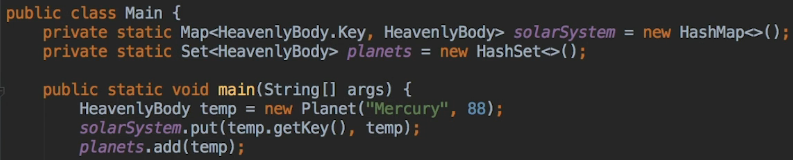 public class Main {
    private static Map<HeavenlyBody.Key, HeavenlyBody> solarSystem = new HashMap<>();
    private static Set<HeavenlyBody> planets = new HashSet<>();

    public static void main(String[] args) {
        HeavenlyBody temp = new Planet("Mercury", 88);
        solarSystem.put(temp.getKey(), temp);
        planets.add(temp);